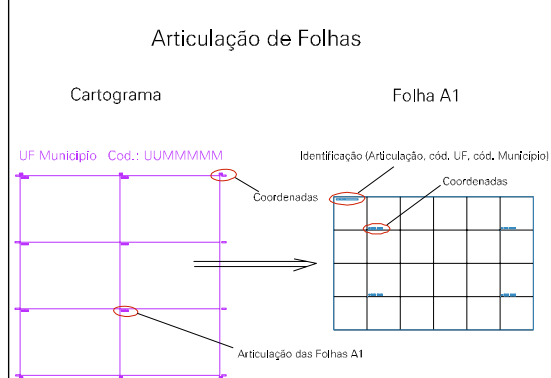 Articulação de Folhas
Cartograma
Folha A1
UF Municipio Cod.: UUMMMMM
Identificação (Articulação, cód. UF, cód. Município)
Coordenadas
Coordenadas
Articulação das Folhas A1